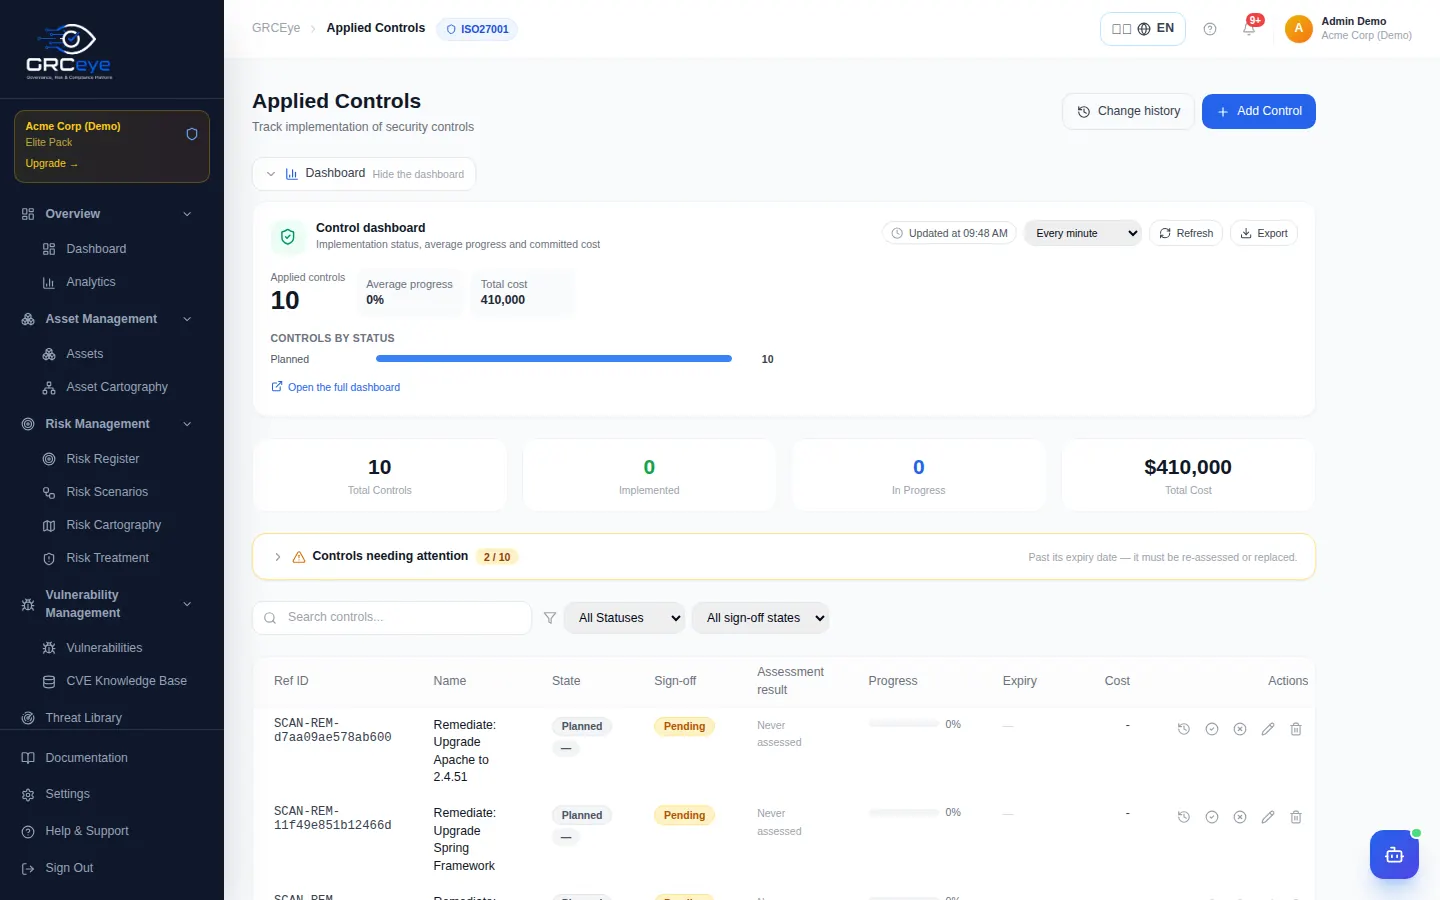 GRCeye
Governance, Risk & Compliance Platform
Acme Corp (Demo)
Elite Pack
Upgrade →
Overview
Dashboard
Analytics
Asset Management
Assets
Asset Cartography
Risk Management
Risk Register
Risk Scenarios
Risk Cartography
Risk Treatment
Vulnerability
Management
Vulnerabilities
CVE Knowledge Base
Threat Library
Documentation
Settings
Help & Support
Sign Out
GRCEye > Applied Controls ISO27001
EN
9+
A
Admin Demo
Acme Corp (Demo)
Applied Controls
Track implementation of security controls
Change history
+ Add Control
Dashboard Hide the dashboard
Control dashboard
Implementation status, average progress and committed cost
Updated at 09:48 AM
Every minute
Refresh
Export
Applied controls
10
Average progress
0%
Total cost
410,000
CONTROLS BY STATUS
Planned 10
Open the full dashboard
10
Total Controls
0
Implemented
0
In Progress
$410,000
Total Cost
Controls needing attention 2 / 10
Past its expiry date — it must be re-assessed or replaced.
Search controls...
All Statuses
All sign-off states
Ref ID Name State Sign-off Assessment result Progress Expiry Cost Actions
SCAN-REM-
d7aa09ae578ab600
Remediate:
Upgrade
Apache to
2.4.51
Planned
—
Pending
Never
assessed
0%
—
-
SCAN-REM-
11f49e851b12466d
Remediate:
Upgrade
Spring
Framework
Planned
—
Pending
Never
assessed
0%
—
-